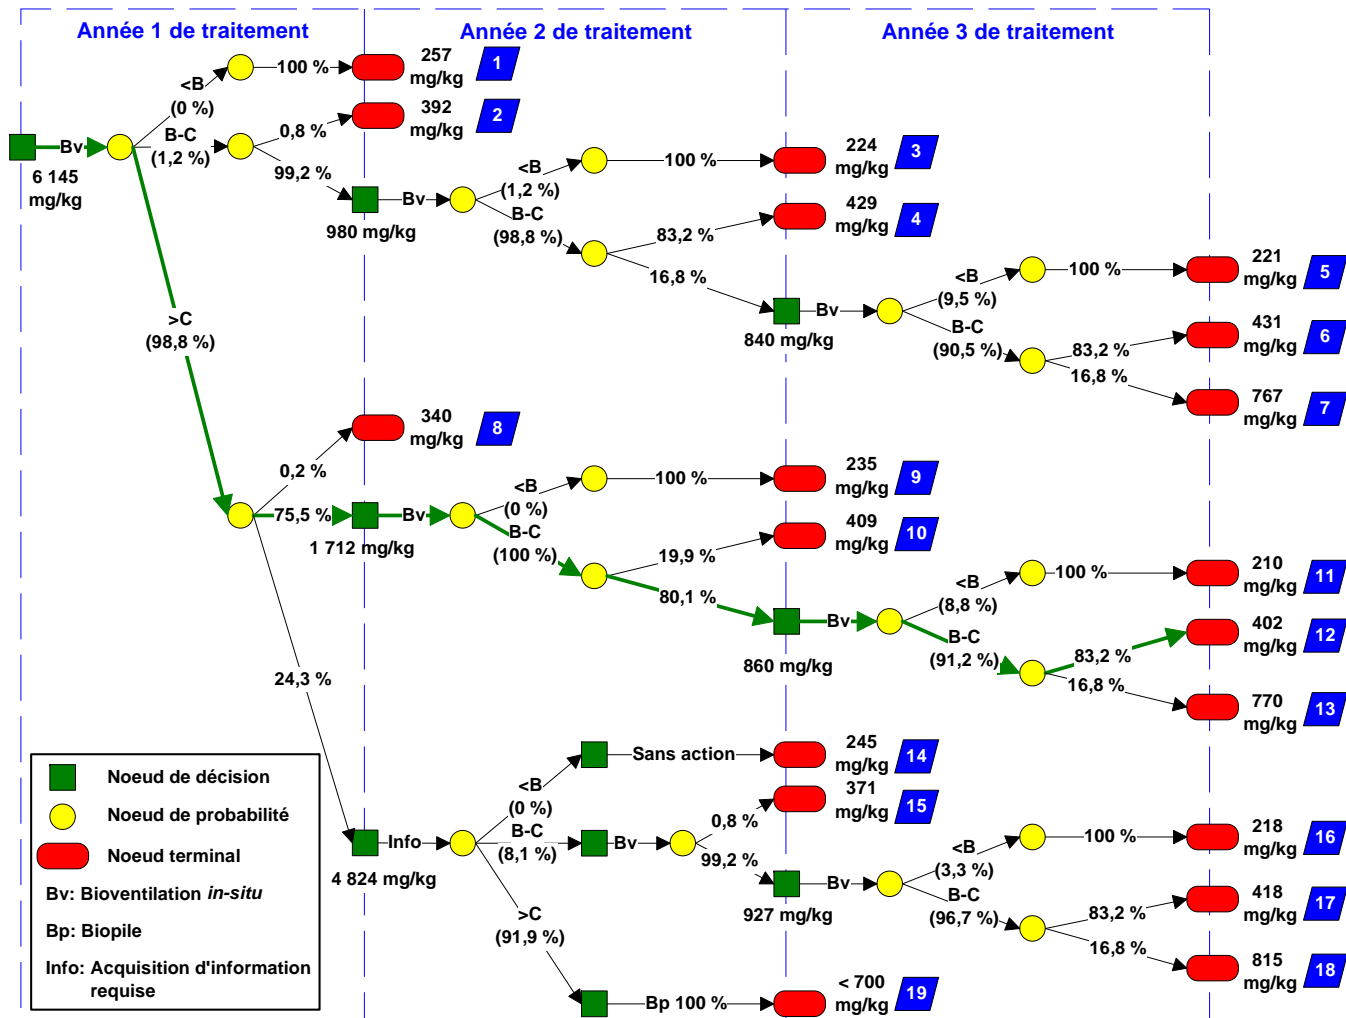 Année 1 de traitement
Année 2 de traitement
Année 3 de traitement
<B
(0 %)
100 %
257
mg/kg
1
Bv
6 145
mg/kg
B-C
(1,2 %)
0,8 %
392
mg/kg
2
99,2 %
980 mg/kg
Bv
<B
(1,2 %)
100 %
224
mg/kg
3
B-C
(98,8 %)
83,2 %
429
mg/kg
4
16,8 %
840 mg/kg
Bv
<B
(9,5 %)
100 %
221
mg/kg
5
B-C
(90,5 %)
83,2 %
431
mg/kg
6
16,8 %
767
mg/kg
7
>C
(98,8 %)
0,2 %
340
mg/kg
8
75,5 %
1 712 mg/kg
Bv
<B
(0 %)
100 %
235
mg/kg
9
B-C
(100 %)
19,9 %
409
mg/kg
10
80,1 %
860 mg/kg
Bv
<B
(8,8 %)
100 %
210
mg/kg
11
B-C
(91,2 %)
83,2 %
402
mg/kg
12
16,8 %
770
mg/kg
13
24,3 %
4 824 mg/kg
Info
<B
(0 %)
Sans action
245
mg/kg
14
B-C
(8,1 %)
Bv
0,8 %
371
mg/kg
15
99,2 %
927 mg/kg
Bv
<B
(3,3 %)
100 %
218
mg/kg
16
B-C
(96,7 %)
83,2 %
418
mg/kg
17
16,8 %
815
mg/kg
18
>C
(91,9 %)
Bp 100 %
< 700
mg/kg
19
Noeud de décision
Noeud de probabilité
Noeud terminal
Bv: Bioventilation in-situ
Bp: Biopile
Info: Acquisition d'information
requise